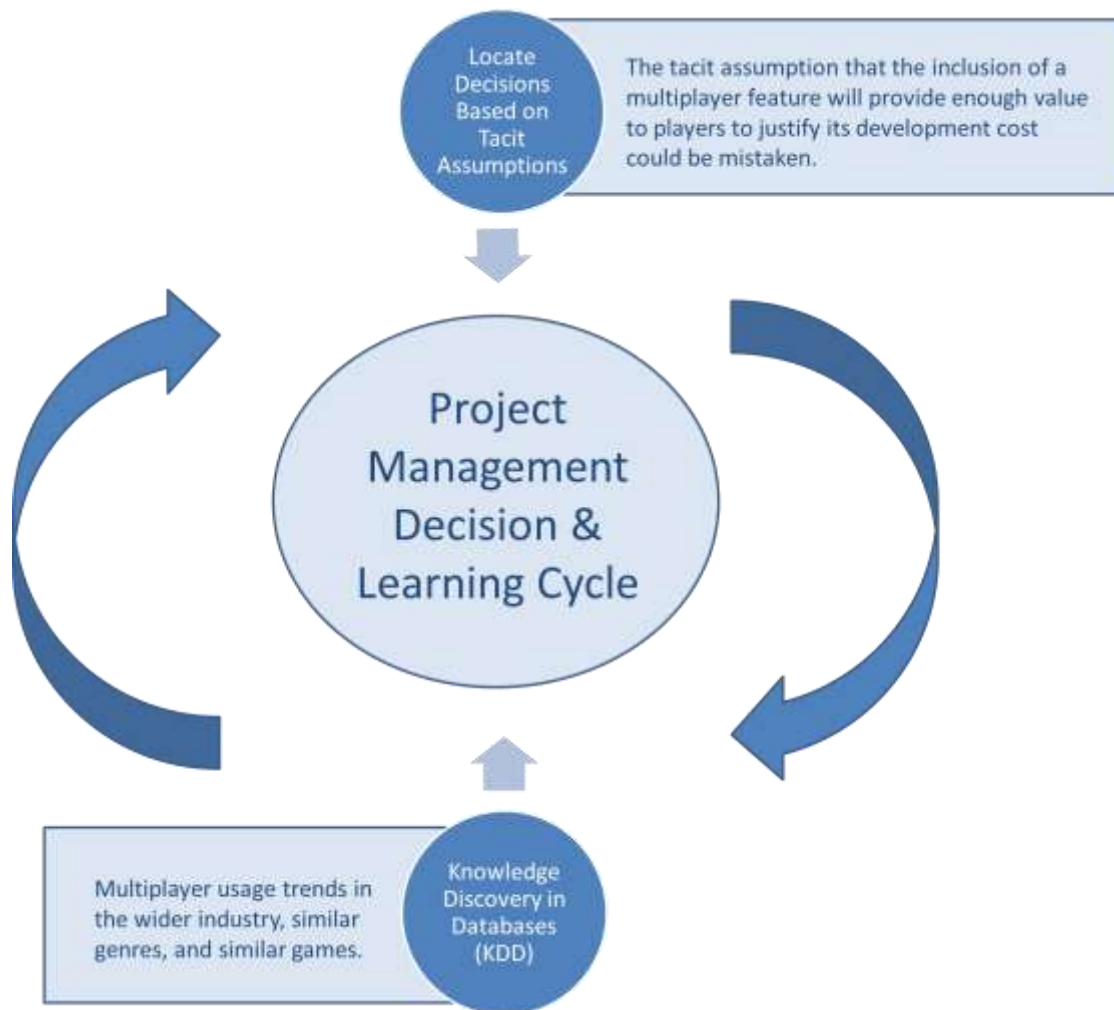 Locate
Decisions
Based on
Tacit
Assumptions
The tacit assumption that the inclusion of a
multiplayer feature will provide enough value
to players to justify its development cost
could be mistaken.
Project
Management
Decision &
Learning Cycle
Multiplayer usage trends in
the wider industry, similar
genres, and similar games.
Knowledge
Discovery in
Databases
(KDD)